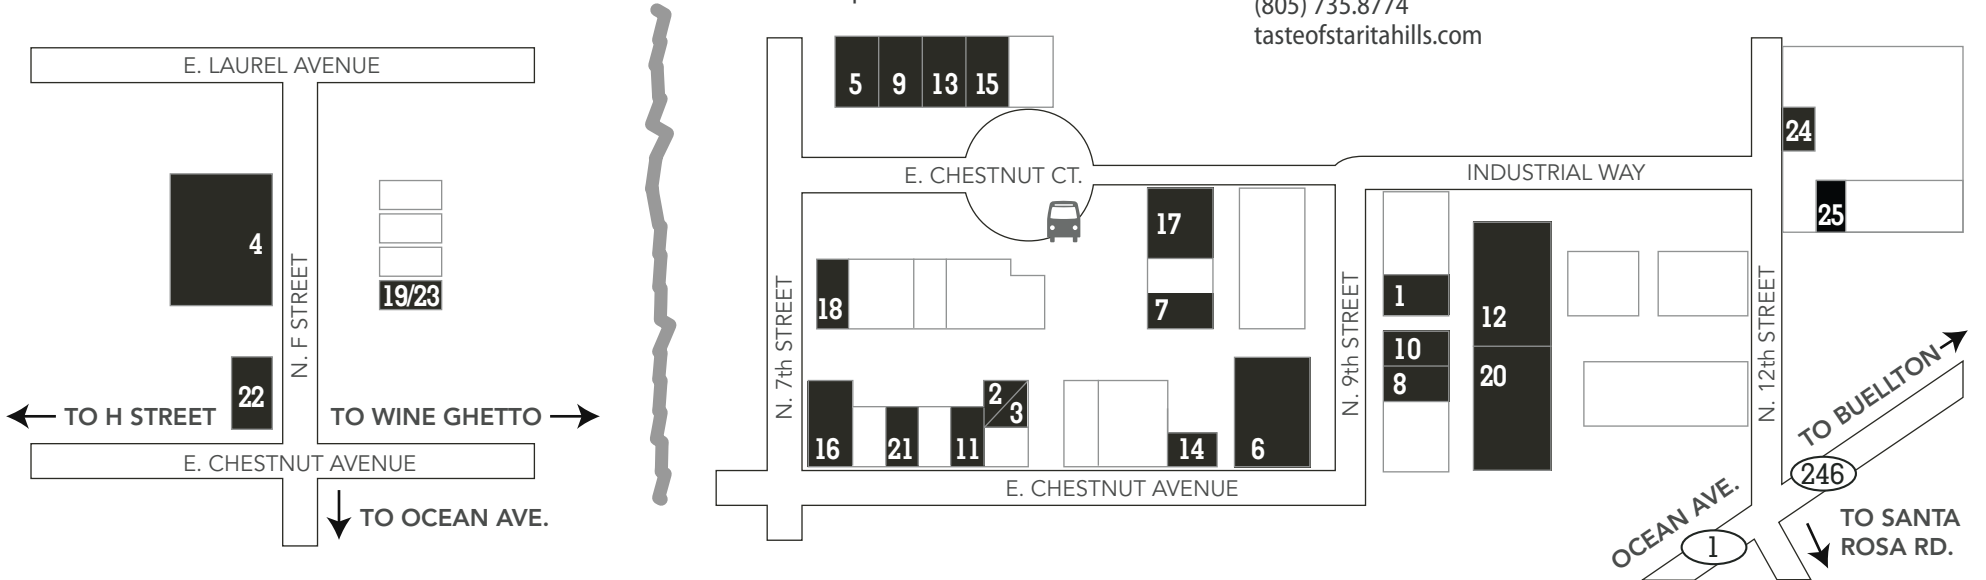 (805) 735.8774
tasteofstaritahills.com
E. LAUREL AVENUE
4
N. F STREET
19/23
22
TO H STREET
TO WINE GHETTO
E. CHESTNUT AVENUE
TO OCEAN AVE.
5 9 13 15
E. CHESTNUT CT.
INDUSTRIAL WAY
24
25
17
18
7
N. 7th STREET
N. 9th STREET
N. 12th STREET
1
10
8
12
20
2
3
16
21
11
14
6
E. CHESTNUT AVENUE
TO BUELLTON
246
OCEAN AVE.
1
TO SANTA
ROSA RD.